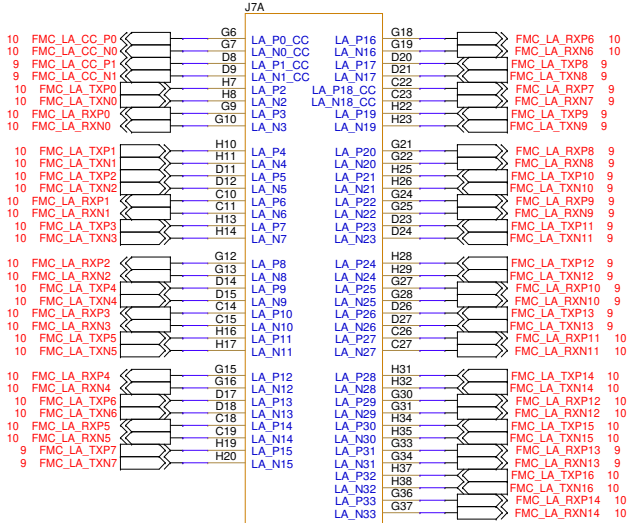 J7A
10 FMC_LA_CC_P0 G6 LA_P0_CC
10 FMC_LA_CC_N0 G7 LA_N0_CC
9 FMC_LA_CC_P1 D8 LA_P1_CC
9 FMC_LA_CC_N1 D9 LA_N1_CC
10 FMC_LA_TXP0 H7 LA_P2
10 FMC_LA_TXN0 H8 LA_N2
10 FMC_LA_RXP0 G9 LA_P3
10 FMC_LA_RXN0 G10 LA_N3
10 FMC_LA_TXP1 H10 LA_P4
10 FMC_LA_TXN1 H11 LA_N4
10 FMC_LA_TXP2 D11 LA_P5
10 FMC_LA_TXN2 D12 LA_N5
10 FMC_LA_RXP1 C10 LA_P6
10 FMC_LA_RXN1 C11 LA_N6
10 FMC_LA_TXP3 H13 LA_P7
10 FMC_LA_TXN3 H14 LA_N7
10 FMC_LA_RXP2 G12 LA_P8
10 FMC_LA_RXN2 G13 LA_N8
10 FMC_LA_TXP4 D14 LA_P9
10 FMC_LA_TXN4 D15 LA_N9
10 FMC_LA_RXP3 C14 LA_P10
10 FMC_LA_RXN3 C15 LA_N10
10 FMC_LA_TXP5 H16 LA_P11
10 FMC_LA_TXN5 H17 LA_N11
10 FMC_LA_RXP4 G15 LA_P12
10 FMC_LA_RXN4 G16 LA_N12
10 FMC_LA_TXP6 D17 LA_P13
10 FMC_LA_TXN6 D18 LA_N13
10 FMC_LA_RXP5 C18 LA_P14
10 FMC_LA_RXN5 C19 LA_N14
9 FMC_LA_TXP7 H19 LA_P15
9 FMC_LA_TXN7 H20 LA_N15
LA_P16 G18 FMC_LA_RXP6 10
LA_N16 G19 FMC_LA_RXN6 10
LA_P17 D20 FMC_LA_TXP8 9
LA_N17 D21 FMC_LA_TXN8 9
LA_P18_CC C22 FMC_LA_RXP7 9
LA_N18_CC C23 FMC_LA_RXN7 9
LA_P19 H22 FMC_LA_TXP9 9
LA_N19 H23 FMC_LA_TXN9 9
LA_P20 G21 FMC_LA_RXP8 9
LA_N20 G22 FMC_LA_RXN8 9
LA_P21 H25 FMC_LA_TXP10 9
LA_N21 H26 FMC_LA_TXN10 9
LA_P22 G24 FMC_LA_RXP9 9
LA_N22 G25 FMC_LA_RXN9 9
LA_P23 D23 FMC_LA_TXP11 9
LA_N23 D24 FMC_LA_TXN11 9
LA_P24 H28 FMC_LA_TXP12 9
LA_N24 H29 FMC_LA_TXN12 9
LA_P25 G27 FMC_LA_RXP10 9
LA_N25 G28 FMC_LA_RXN10 9
LA_P26 D26 FMC_LA_TXP13 9
LA_N26 D27 FMC_LA_TXN13 9
LA_P27 C26 FMC_LA_RXP11 10
LA_N27 C27 FMC_LA_RXN11 10
LA_P28 H31 FMC_LA_TXP14 10
LA_N28 H32 FMC_LA_TXN14 10
LA_P29 G30 FMC_LA_RXP12 10
LA_N29 G31 FMC_LA_RXN12 10
LA_P30 H34 FMC_LA_TXP15 10
LA_N30 H35 FMC_LA_TXN15 10
LA_P31 G33 FMC_LA_RXP13 9
LA_N31 G34 FMC_LA_RXN13 9
LA_P32 H37 FMC_LA_TXP16 10
LA_N32 H38 FMC_LA_TXN16 10
LA_P33 G36 FMC_LA_RXP14 10
LA_N33 G37 FMC_LA_RXN14 10